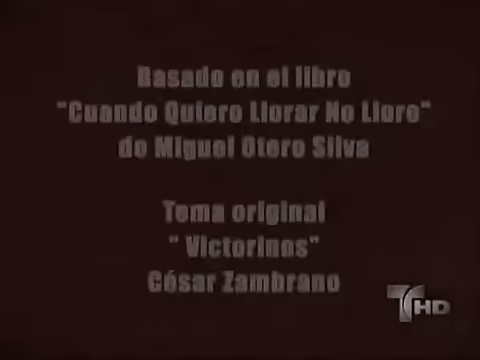 Basado en el libro
"Cuando Quiero Llorar No Lloro"
de Miguel Otero Silva
Tema original
" Victorinos"
César Zambrano
T HD